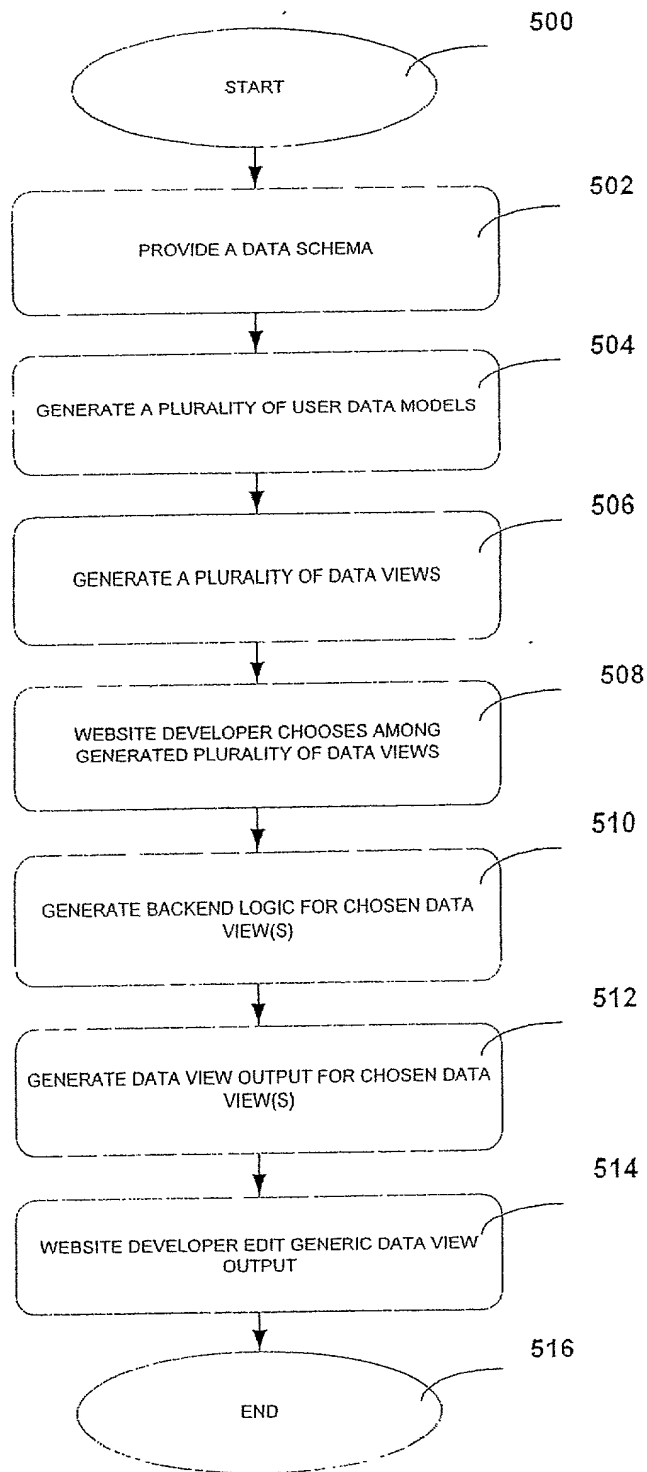 500
START
502
PROVIDE A DATA SCHEMA
504
GENERATE A PLURALITY OF USER DATA MODELS
506
GENERATE A PLURALITY OF DATA VIEWS
508
WEBSITE DEVELOPER CHOOSES AMONG
GENERATED PLURALITY OF DATA VIEWS
510
GENERATE BACKEND LOGIC FOR CHOSEN DATA
VIEW(S)
512
GENERATE DATA VIEW OUTPUT FOR CHOSEN DATA
VIEW(S)
514
WEBSITE DEVELOPER EDIT GENERIC DATA VIEW
OUTPUT
516
END